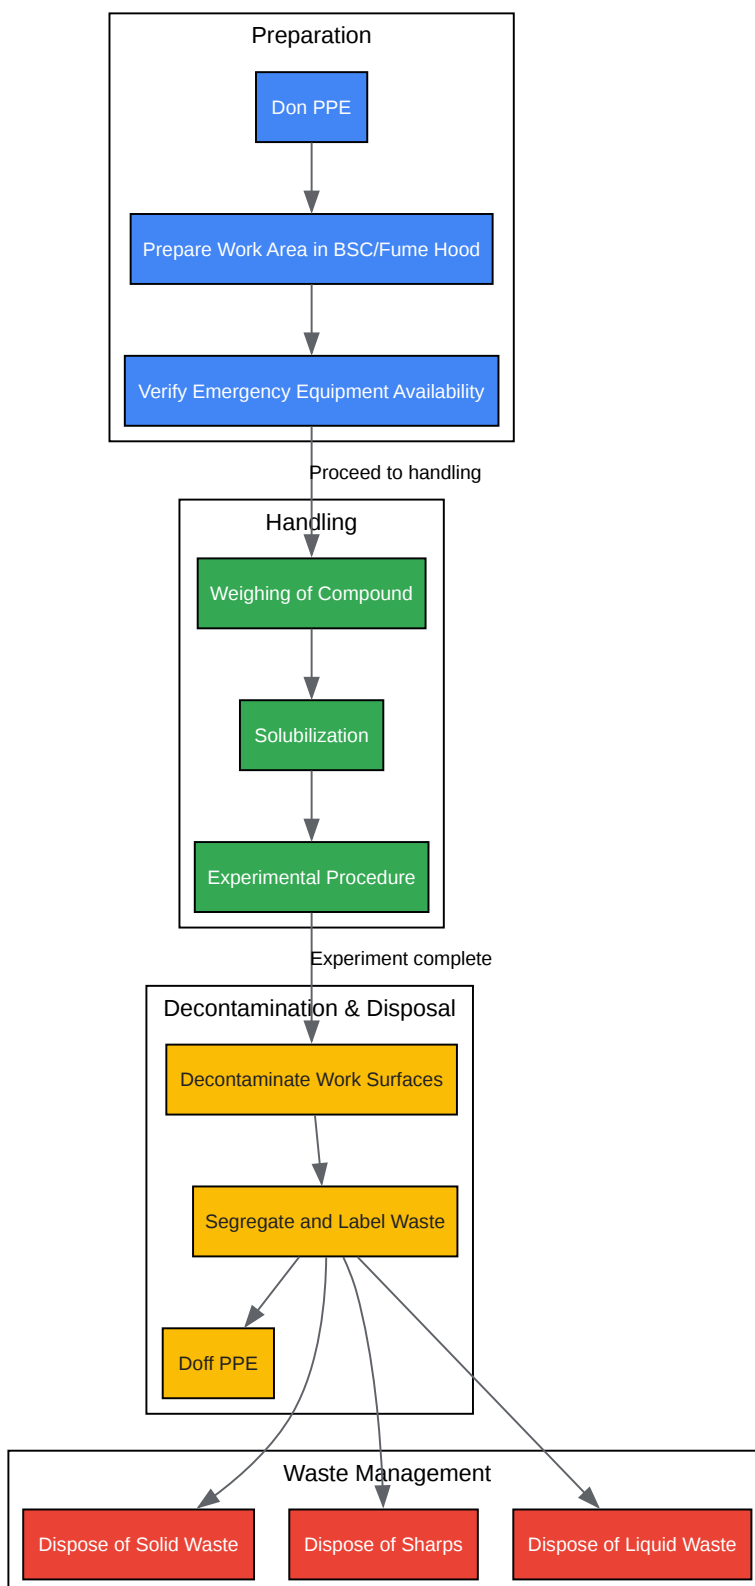 Preparation
Don PPE
Prepare Work Area in BSC/Fume Hood
Verify Emergency Equipment Availability
Proceed to handling
Handling
Weighing of Compound
Solubilization
Experimental Procedure
Experiment complete
Decontamination & Disposal
Decontaminate Work Surfaces
Segregate and Label Waste
Doff PPE
Waste Management
Dispose of Solid Waste
Dispose of Sharps
Dispose of Liquid Waste